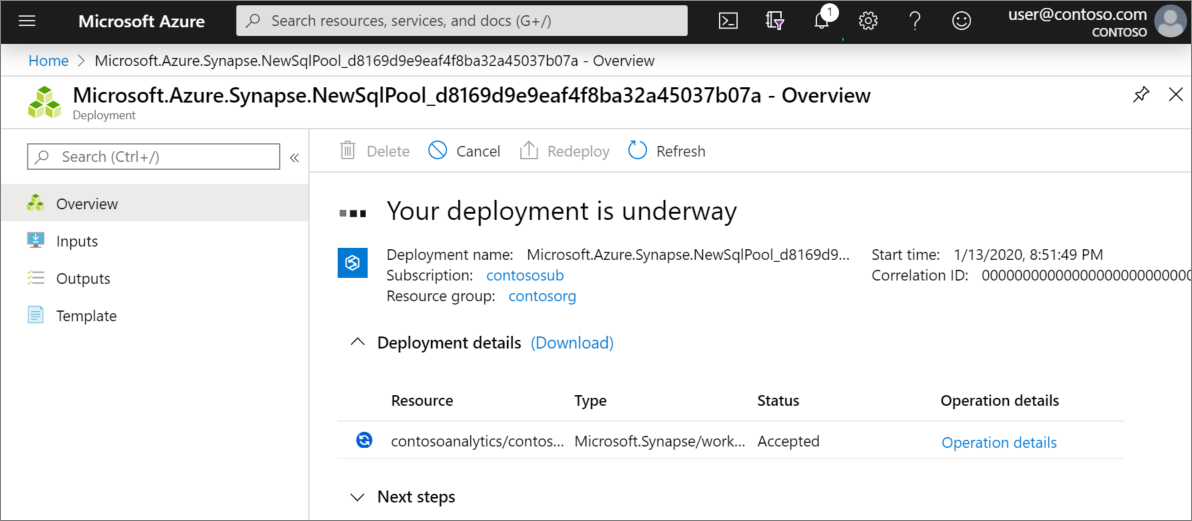 Microsoft Azure
Search resources, services, and docs (G+/)
1
user@contoso.com
CONTOSO
Home > Microsoft.Azure.Synapse.NewSqlPool_d8169d9e9eaf4f8ba32a45037b07a - Overview
Microsoft.Azure.Synapse.NewSqlPool_d8169d9e9eaf4f8ba32a45037b07a - Overview
Deployment
Search (Ctrl+/)
«
Delete Cancel Redeploy Refresh
Overview
Inputs
Outputs
Template
Your deployment is underway
Deployment name: Microsoft.Azure.Synapse.NewSqlPool_d8169d9... Start time: 1/13/2020, 8:51:49 PM
Subscription: contososub Correlation ID: 00000000000000000000000000
Resource group: contosorg
Deployment details (Download)
Resource Type Status Operation details
contosoanalytics/contos... Microsoft.Synapse/work... Accepted Operation details
Next steps